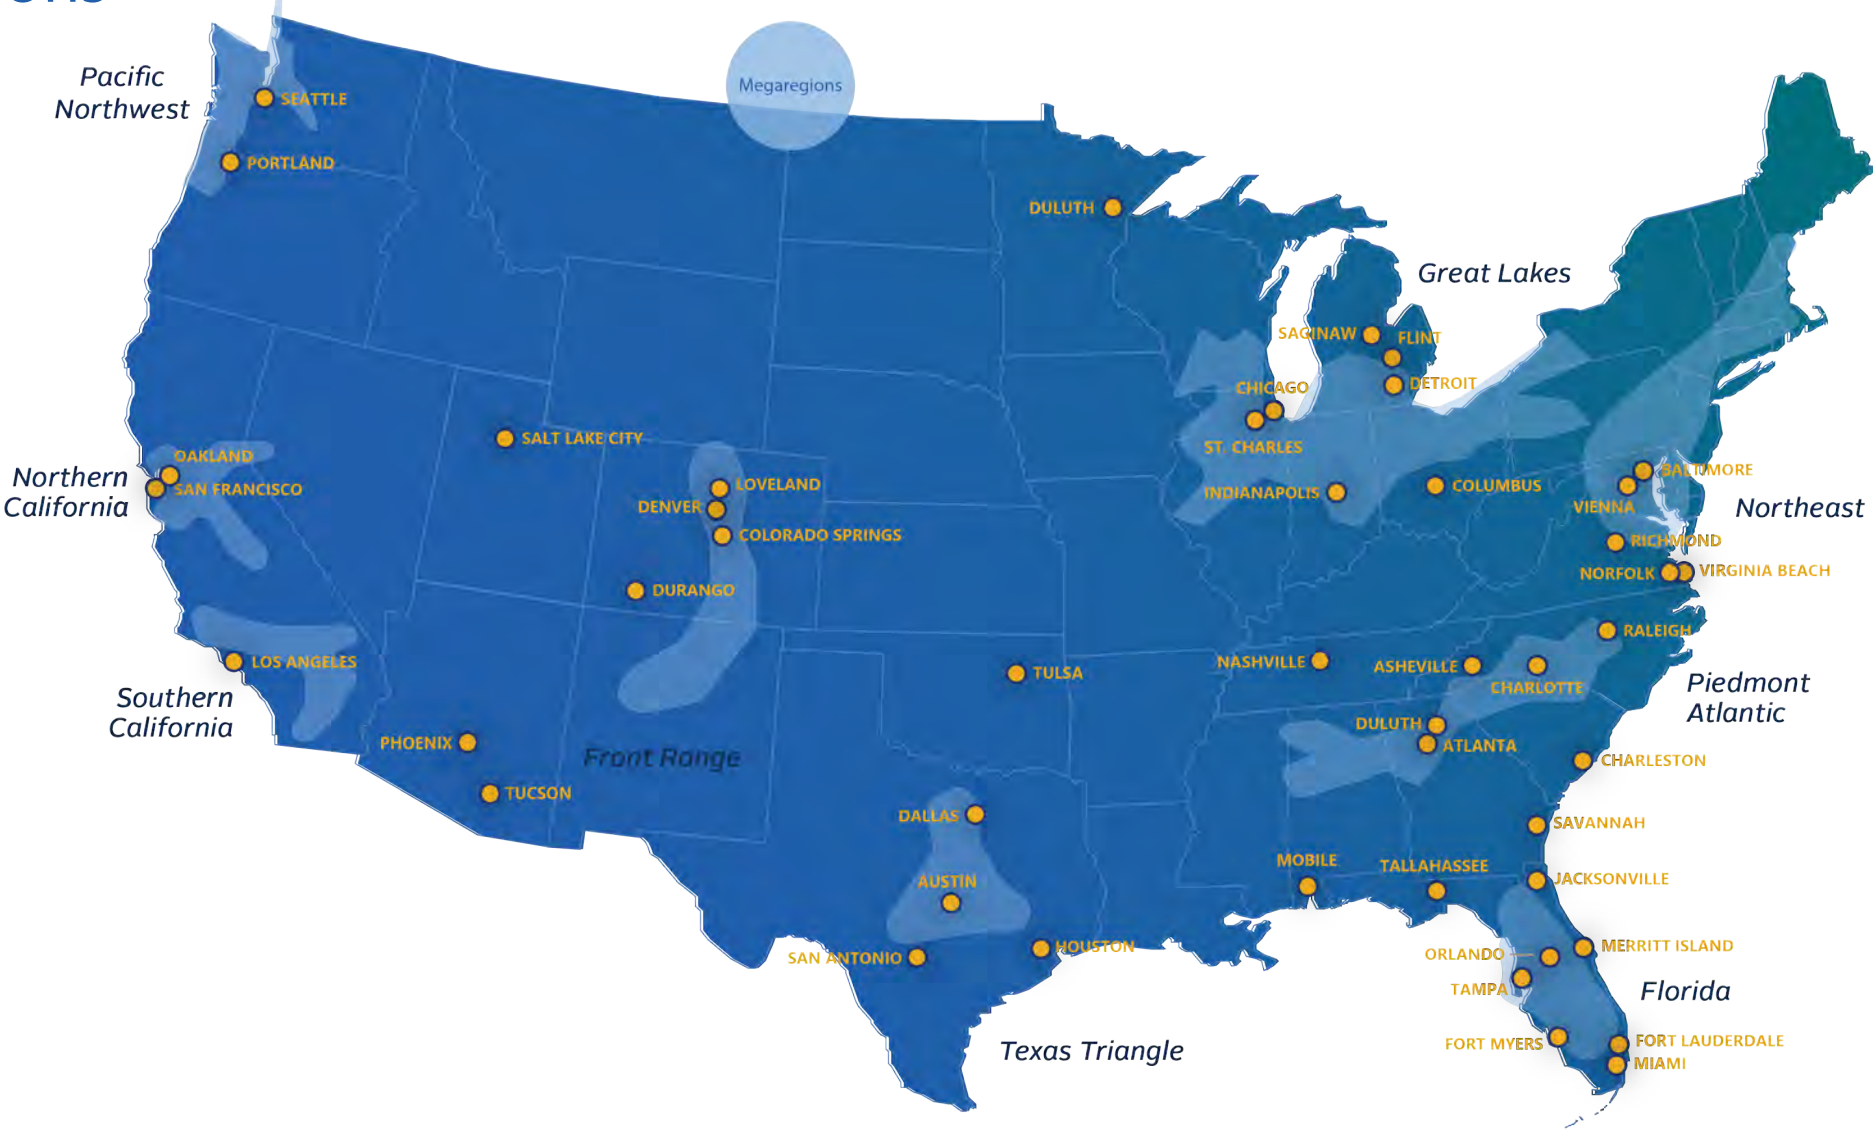 Pacific
Northwest
SEATTLE
PORTLAND
Megaregions
DULUTH
Great Lakes
SAGINAW
FLINT
DETROIT
CHICAGO
ST. CHARLES
INDIANAPOLIS
COLUMBUS
SALT LAKE CITY
OAKLAND
SAN FRANCISCO
Northern
California
LOVELAND
DENVER
COLORADO SPRINGS
DURANGO
BALTIMORE
VIENNA
Northeast
RICHMOND
NORFOLK
VIRGINIA BEACH
RALEIGH
NASHVILLE
ASHEVILLE
CHARLOTTE
Piedmont
Atlantic
LOS ANGELES
Southern
California
TULSA
PHOENIX
TUCSON
Front Range
DULUTH
ATLANTA
CHARLESTON
SAVANNAH
DALLAS
AUSTIN
SAN ANTONIO
HOUSTON
MOBILE
TALLAHASSEE
JACKSONVILLE
ORLANDO
MERRITT ISLAND
TAMPA
Florida
FORT MYERS
FORT LAUDERDALE
MIAMI
Texas Triangle